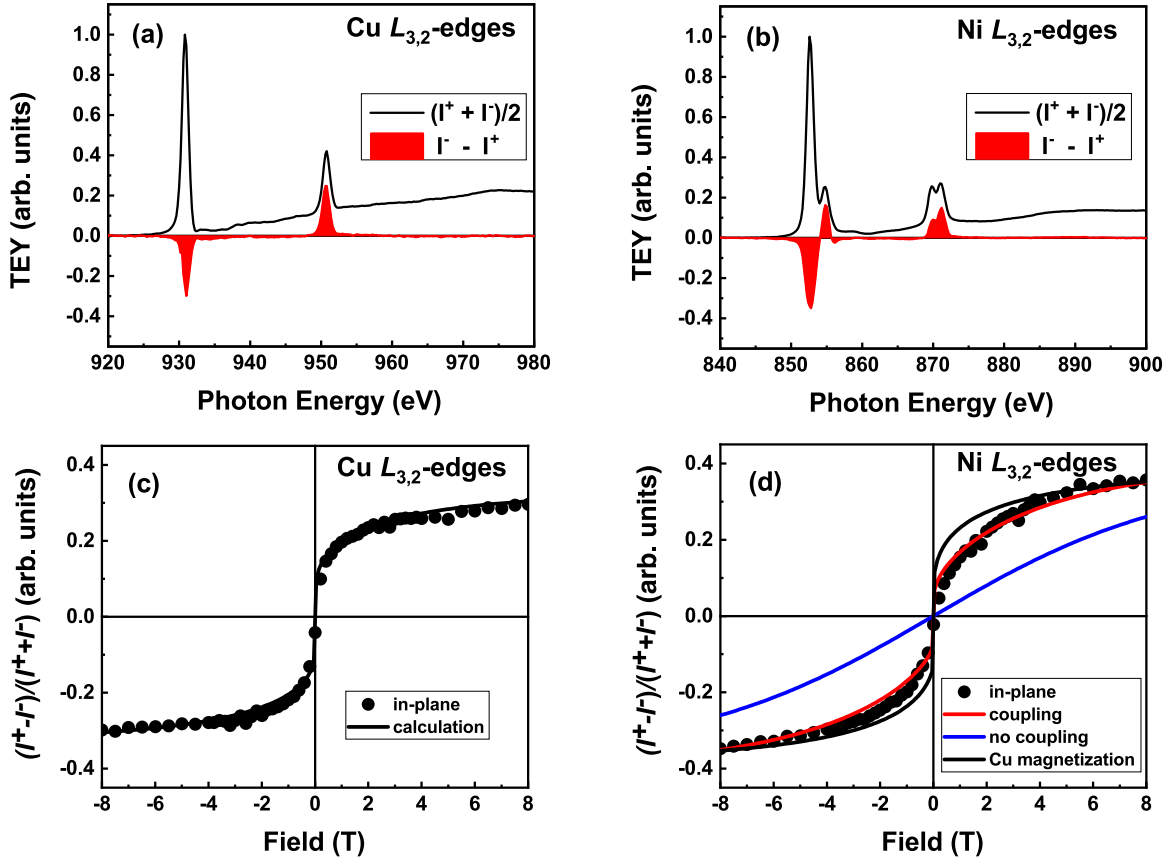 (a) Cu L3,2-edges
1.0
0.8
0.6
0.4
0.2
0.0
-0.2
-0.4
TEY (arb. units)
(I⁺ + I⁻)/2
I⁻ - I⁺
920 930 940 950 960 970 980
Photon Energy (eV)
(b) Ni L3,2-edges
1.0
0.8
0.6
0.4
0.2
0.0
-0.2
-0.4
TEY (arb. units)
(I⁺ + I⁻)/2
I⁻ - I⁺
840 850 860 870 880 890 900
Photon Energy (eV)
(c) Cu L3,2-edges
0.4
0.2
0.0
-0.2
-0.4
(I⁺-I⁻)/(I⁺+I⁻) (arb. units)
in-plane
calculation
-8 -6 -4 -2 0 2 4 6 8
Field (T)
(d) Ni L3,2-edges
0.4
0.2
0.0
-0.2
-0.4
(I⁺-I⁻)/(I⁺+I⁻) (arb. units)
in-plane
coupling
no coupling
Cu magnetization
-8 -6 -4 -2 0 2 4 6 8
Field (T)